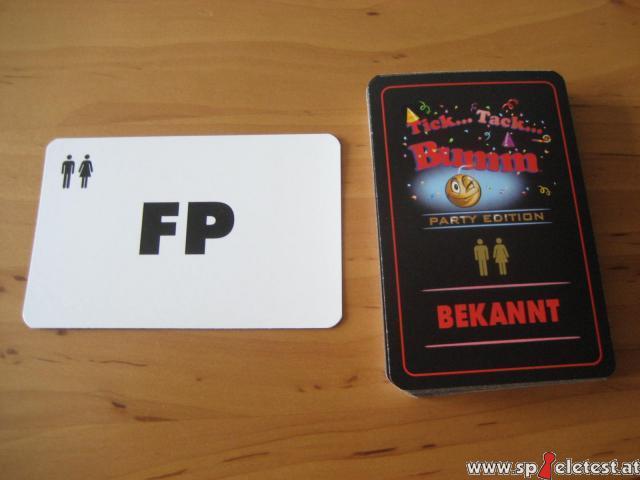 FP
Tick... Tack...
Bumm
PARTY EDITION
BEKANNT
www.spieletest.at